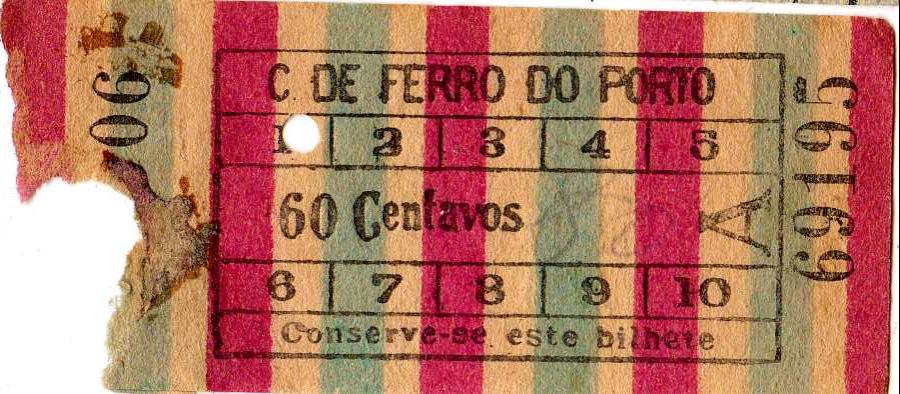 06
C. DE FERRO DO PORTO
1 2 3 4 5
60 Centavos
A
6 7 8 9 10
Conserve-se este bilhete
69195